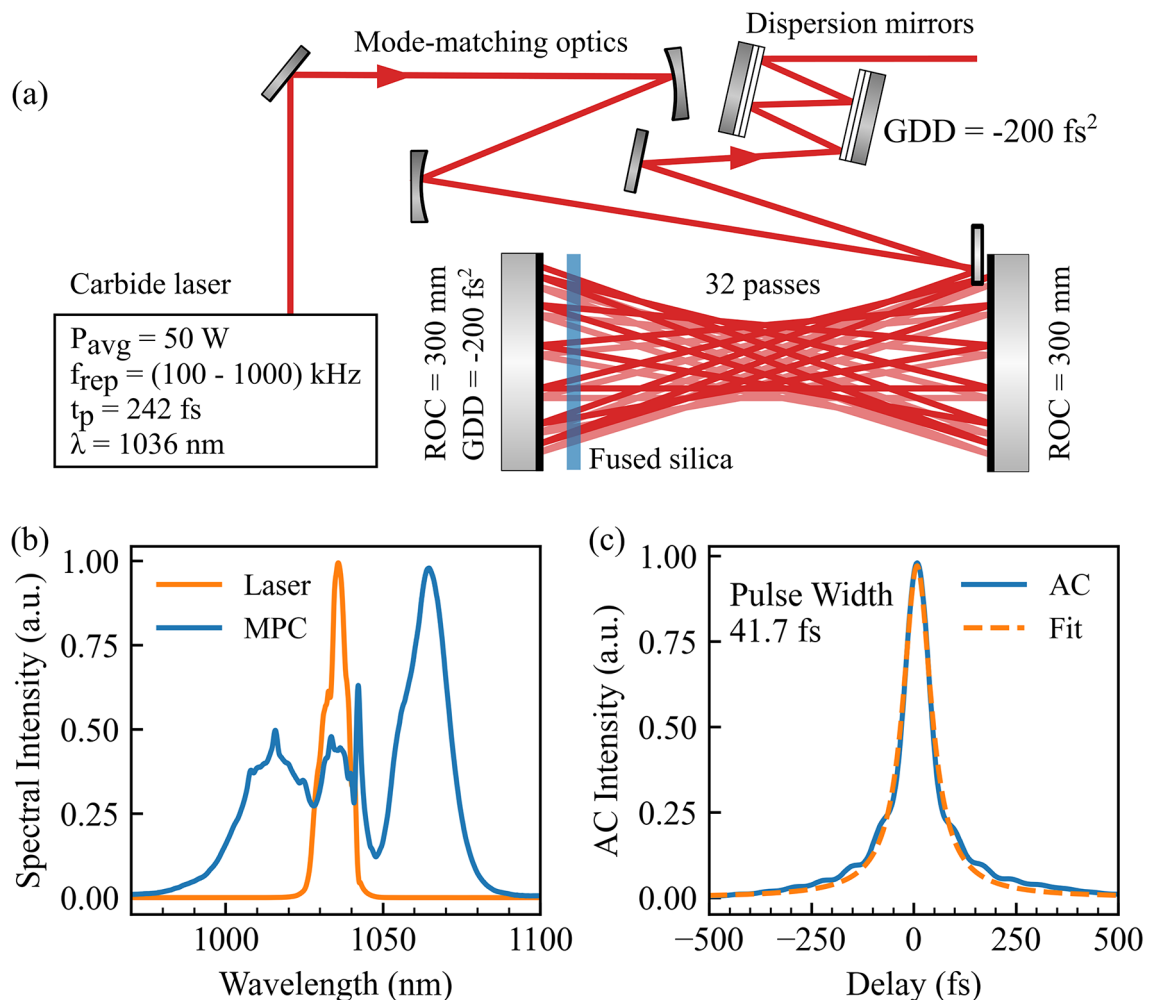 (a)
Mode-matching optics
Dispersion mirrors
GDD = -200 fs²
Carbide laser
Pavg = 50 W
frep = (100 - 1000) kHz
tp = 242 fs
λ = 1036 nm
ROC = 300 mm
GDD = -200 fs²
32 passes
Fused silica
ROC = 300 mm
(b)
Spectral Intensity (a.u.)
1.00
0.75
0.50
0.25
0.00
Laser
MPC
1000
1050
1100
Wavelength (nm)
(c)
AC Intensity (a.u.)
1.00
0.75
0.50
0.25
0.00
Pulse Width
41.7 fs
AC
Fit
−500
−250
0
250
500
Delay (fs)